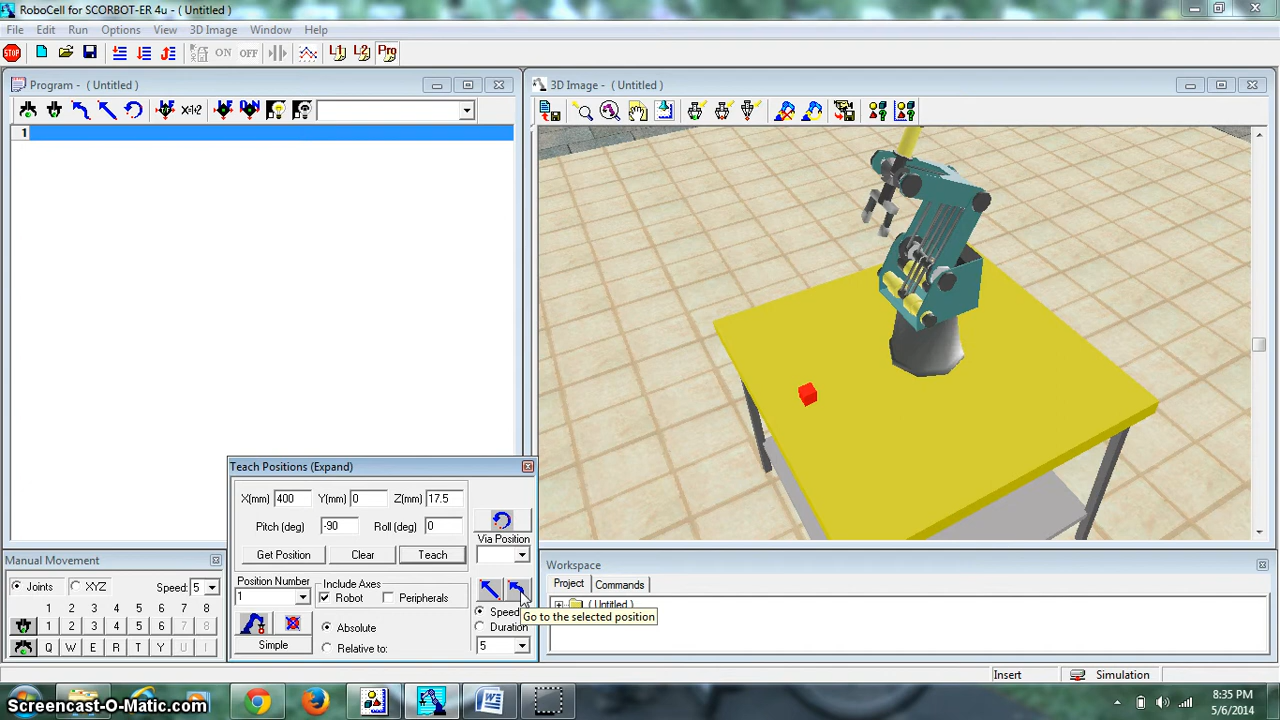 RoboCell for SCORBOT-ER 4u - ( Untitled )
File Edit Run Options View 3D Image Window Help
STOP ON OFF L1 L2 Prg
Program - ( Untitled )
3D Image - ( Untitled )
1
Teach Positions (Expand)
X(mm) 400 Y(mm) 0 Z(mm) 17.5
Pitch (deg) -90 Roll (deg) 0
Via Position
Get Position Clear Teach
Position Number
1
Include Axes
Robot Peripherals
Speed
Duration
5
Absolute
Relative to:
Simple
Go to the selected position
Manual Movement
Joints XYZ Speed: 5
1 2 3 4 5 6 7 8
1 2 3 4 5 6 7 8
Q W E R T Y U I
Workspace
Project Commands
( Untitled )
Insert Simulation
Screencast-O-Matic.com
8:35 PM
5/6/2014